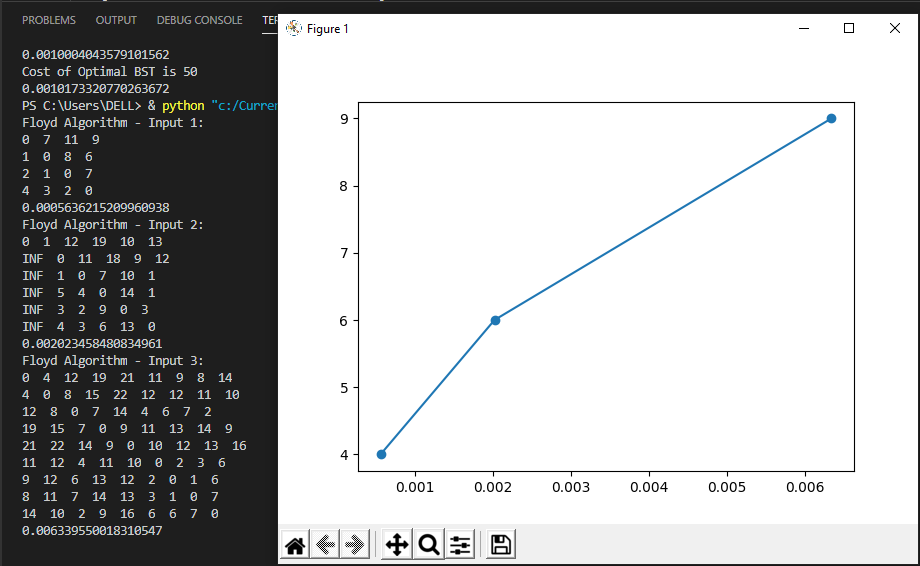 PROBLEMS OUTPUT DEBUG CONSOLE
Figure 1
0.0010004043579101562
Cost of Optimal BST is 50
0.0010173320770263672
PS C:\Users\DELL> & python "c:/Curre
Floyd Algorithm - Input 1:
0 7 11 9
1 0 8 6
2 1 0 7
4 3 2 0
0.0005636215209960938
Floyd Algorithm - Input 2:
0 1 12 19 10 13
INF 0 11 18 9 12
INF 1 0 7 10 1
INF 5 4 0 14 1
INF 3 2 9 0 3
INF 4 3 6 13 0
0.002023458480834961
Floyd Algorithm - Input 3:
0 4 12 19 21 11 9 8 14
4 0 8 15 22 12 12 11 10
12 8 0 7 14 4 6 7 2
19 15 7 0 9 11 13 14 9
21 22 14 9 0 10 12 13 16
11 12 4 11 10 0 2 3 6
9 12 6 13 12 2 0 1 6
8 11 7 14 13 3 1 0 7
14 10 2 9 16 6 6 7 0
0.006339550018310547
9
8
7
6
5
4
0.001 0.002 0.003 0.004 0.005 0.006